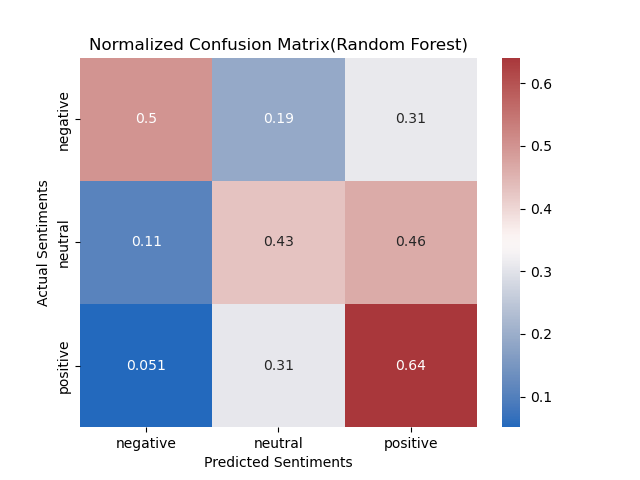 Normalized Confusion Matrix(Random Forest)
negative
0.5
0.19
0.31
neutral
0.11
0.43
0.46
positive
0.051
0.31
0.64
Actual Sentiments
negative
neutral
positive
Predicted Sentiments
0.6
0.5
0.4
0.3
0.2
0.1